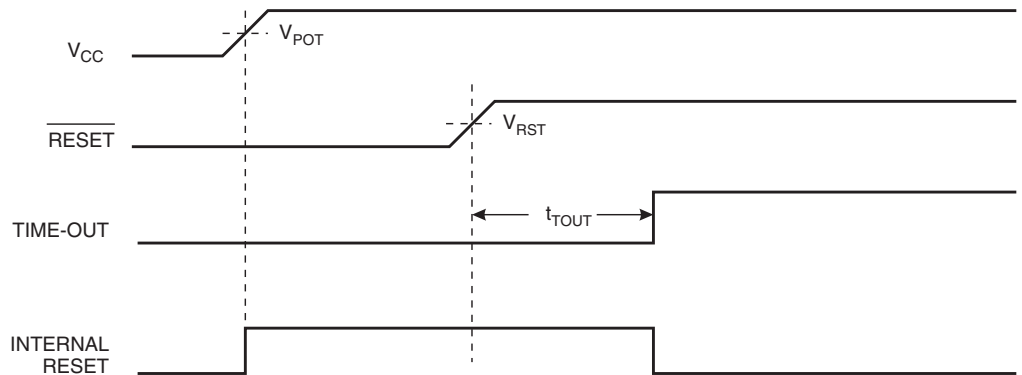 V_CC
V_POT
RESET
V_RST
TIME-OUT
t_TOUT
INTERNAL
RESET